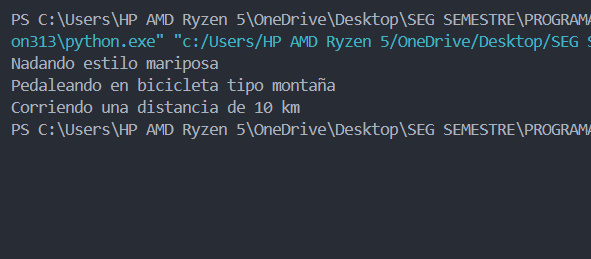 PS C:\Users\HP AMD Ryzen 5\OneDrive\Desktop\SEG SEMESTRE\PROGRAMA
on313\python.exe" "c:/Users/HP AMD Ryzen 5/OneDrive/Desktop/SEG S
Nadando estilo mariposa
Pedaleando en bicicleta tipo montaña
Corriendo una distancia de 10 km
PS C:\Users\HP AMD Ryzen 5\OneDrive\Desktop\SEG SEMESTRE\PROGRAMA